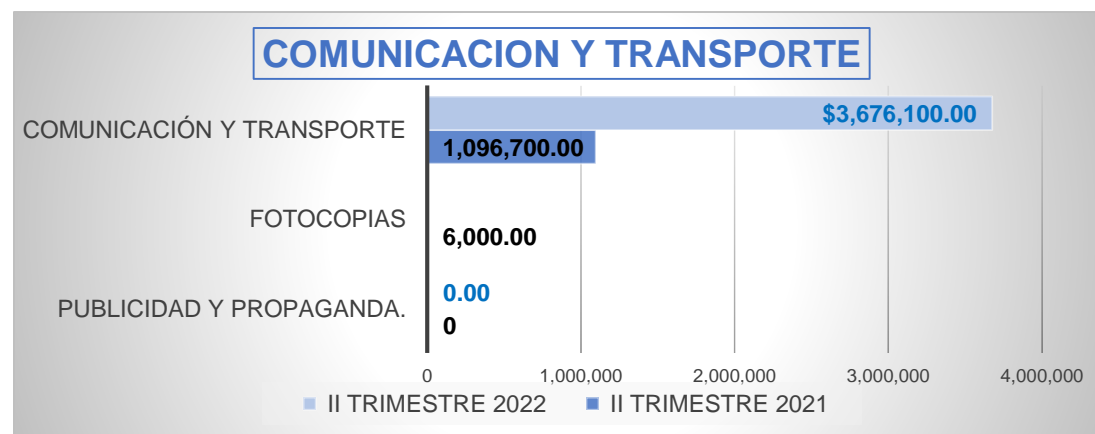 COMUNICACION Y TRANSPORTE
COMUNICACIÓN Y TRANSPORTE
$3,676,100.00
1,096,700.00
FOTOCOPIAS
6,000.00
PUBLICIDAD Y PROPAGANDA.
0.00
0
0 1,000,000 2,000,000 3,000,000 4,000,000
II TRIMESTRE 2022 II TRIMESTRE 2021